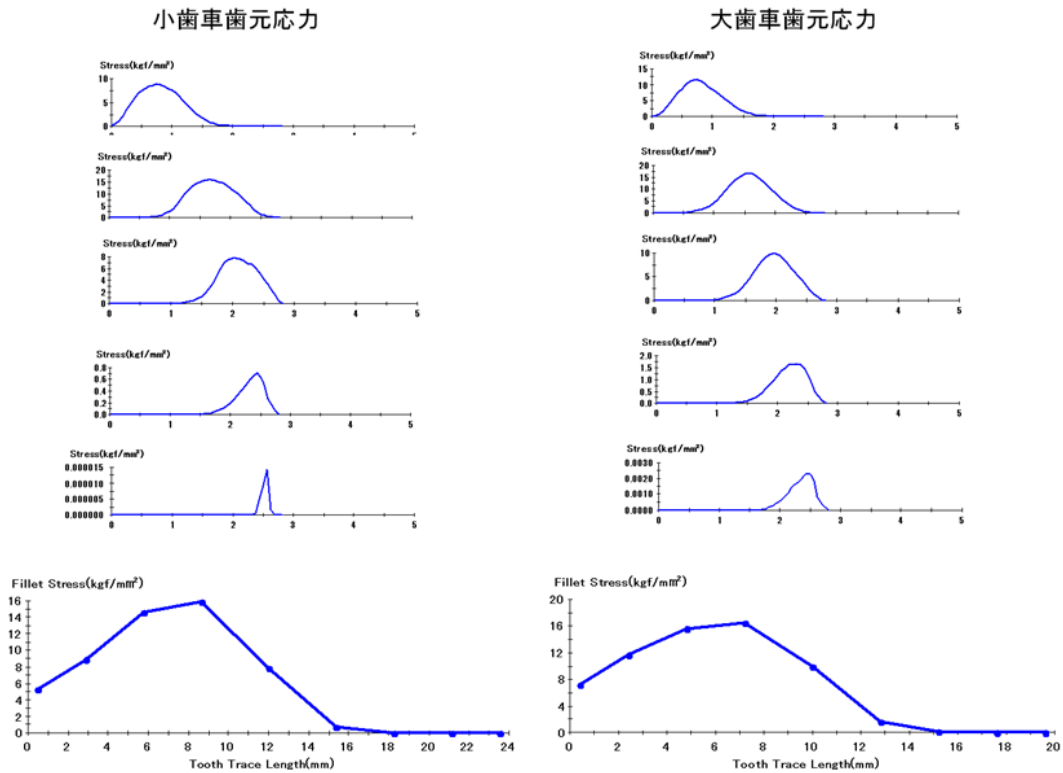 小歯車歯元応力
大歯車歯元応力
Stress(kgf/mm²)
10
5
0
0 1 2 3 4 5
Stress(kgf/mm²)
15
10
5
0
0 1 2 3 4 5
Stress(kgf/mm²)
20
15
10
5
0
0 1 2 3 4 5
Stress(kgf/mm²)
20
15
10
5
0
0 1 2 3 4 5
Stress(kgf/mm²)
8
6
4
2
0
0 1 2 3 4 5
Stress(kgf/mm²)
10
5
0
0 1 2 3 4 5
Stress(kgf/mm²)
0.8
0.6
0.4
0.2
0.0
0 1 2 3 4 5
Stress(kgf/mm²)
2.0
1.5
1.0
0.5
0.0
0 1 2 3 4 5
Stress(kgf/mm²)
0.000015
0.000010
0.000005
0.000000
0 1 2 3 4 5
Stress(kgf/mm²)
0.0030
0.0020
0.0010
0.0000
0 1 2 3 4 5
Fillet Stress(kgf/mm²)
16
14
12
10
8
6
4
2
0
0 2 4 6 8 10 12 14 16 18 20 22 24
Tooth Trace Length(mm)
Fillet Stress(kgf/mm²)
20
16
12
8
4
0
0 2 4 6 8 10 12 14 16 18 20
Tooth Trace Length(mm)